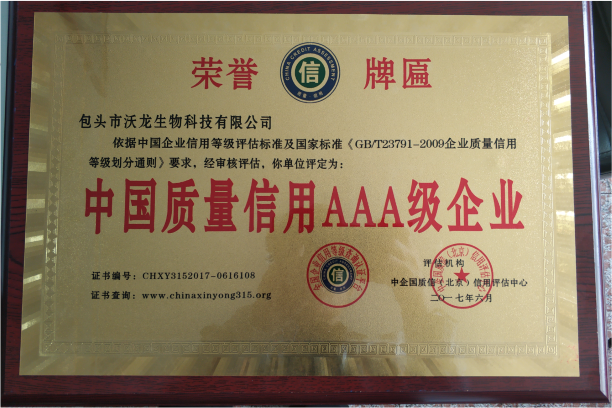 荣誉 牌匾
CHINA CREDIT ASSESSMENT
信
包头市沃龙生物科技有限公司
依据中国企业信用等级评估标准及国家标准《GB/T23791-2009企业质量信用
等级划分通则》要求，经审核评估，你单位评定为：
中国质量信用AAA级企业
证书编号：CHXY3152017-0616108
证书查询：www.chinaxinyong315.org
信
评估机构
中企国质信（北京）信用评估中心
二〇一七年六月